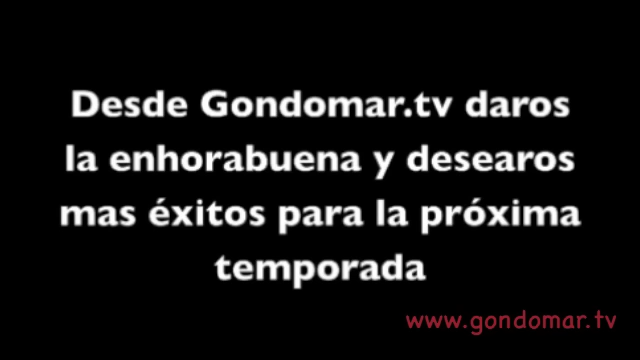 Desde Gondomar.tv daros
la enhorabuena y desearos
mas éxitos para la próxima
temporada
www.gondomar.tv